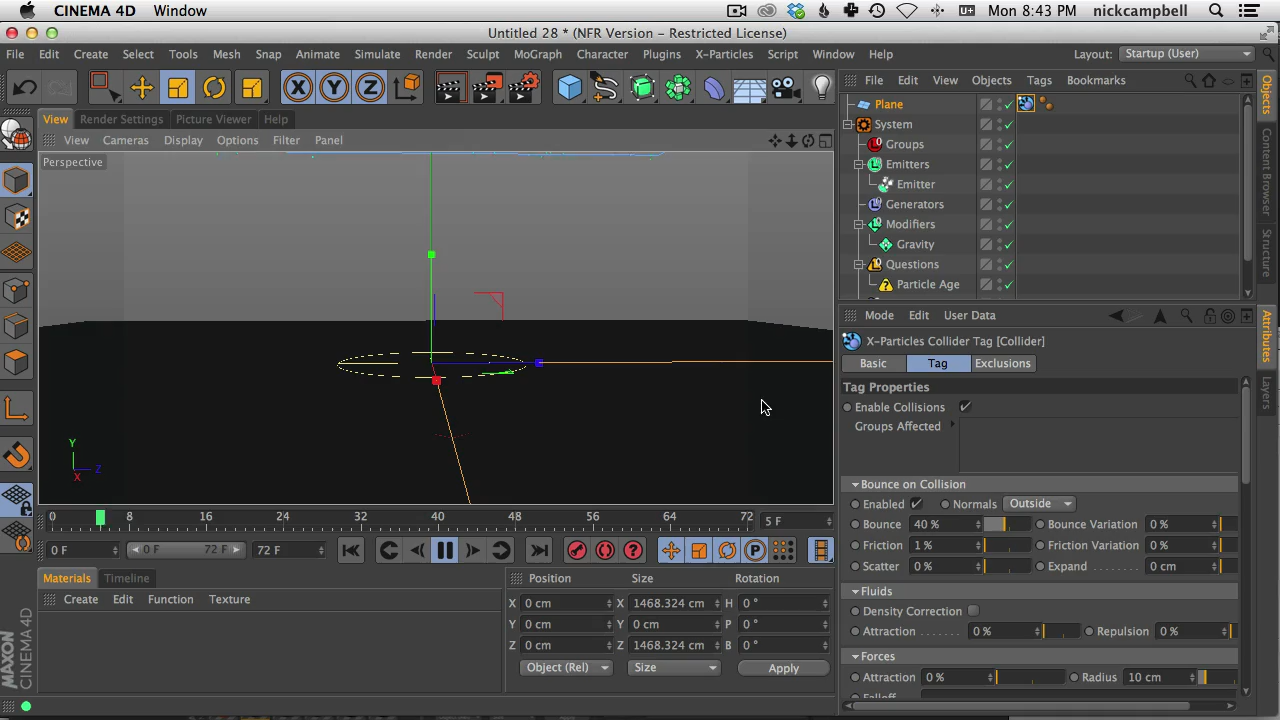 CINEMA 4D Window Mon 8:43 PM nickcampbell
Untitled 28 * (NFR Version - Restricted License)
File Edit Create Select Tools Mesh Snap Animate Simulate Render Sculpt MoGraph Character Plugins X-Particles Script Window Help Layout: Startup (User)
X Y Z
File Edit View Objects Tags Bookmarks
View Render Settings Picture Viewer Help
View Cameras Display Options Filter Panel
Perspective
Plane
System
Groups
Emitters
Emitter
Generators
Modifiers
Gravity
Questions
Particle Age
Objects
Content Browser
Structure
Mode Edit User Data
X-Particles Collider Tag [Collider]
Basic Tag Exclusions
Tag Properties
Enable Collisions
Groups Affected
Bounce on Collision
Enabled Normals Outside
Bounce 40 % Bounce Variation 0 %
Friction 1 % Friction Variation 0 %
Scatter 0 % Expand 0 cm
Fluids
Density Correction
Attraction 0 % Repulsion 0 %
Forces
Attraction 0 % Radius 10 cm
Falloff
Attributes
Layers
Y
Z
X
0 8 16 24 32 40 48 56 64 72 5 F
0 F 0 F 72 F 72 F
P
Materials Timeline
Create Edit Function Texture
Position Size Rotation
X 0 cm X 1468.324 cm H 0 °
Y 0 cm Y 0 cm P 0 °
Z 0 cm Z 1468.324 cm B 0 °
Object (Rel) Size Apply
MAXON
CINEMA 4D